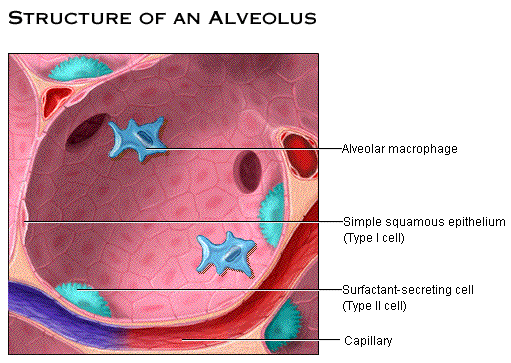 STRUCTURE OF AN ALVEOLUS
Alveolar macrophage
Simple squamous epithelium
(Type I cell)
Surfactant-secreting cell
(Type II cell)
Capillary